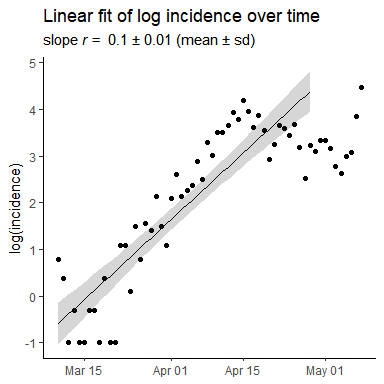 Linear fit of log incidence over time
slope r = 0.1 ± 0.01 (mean ± sd)
5
4
3
2
1
0
-1
log(incidence)
Mar 15 Apr 01 Apr 15 May 01